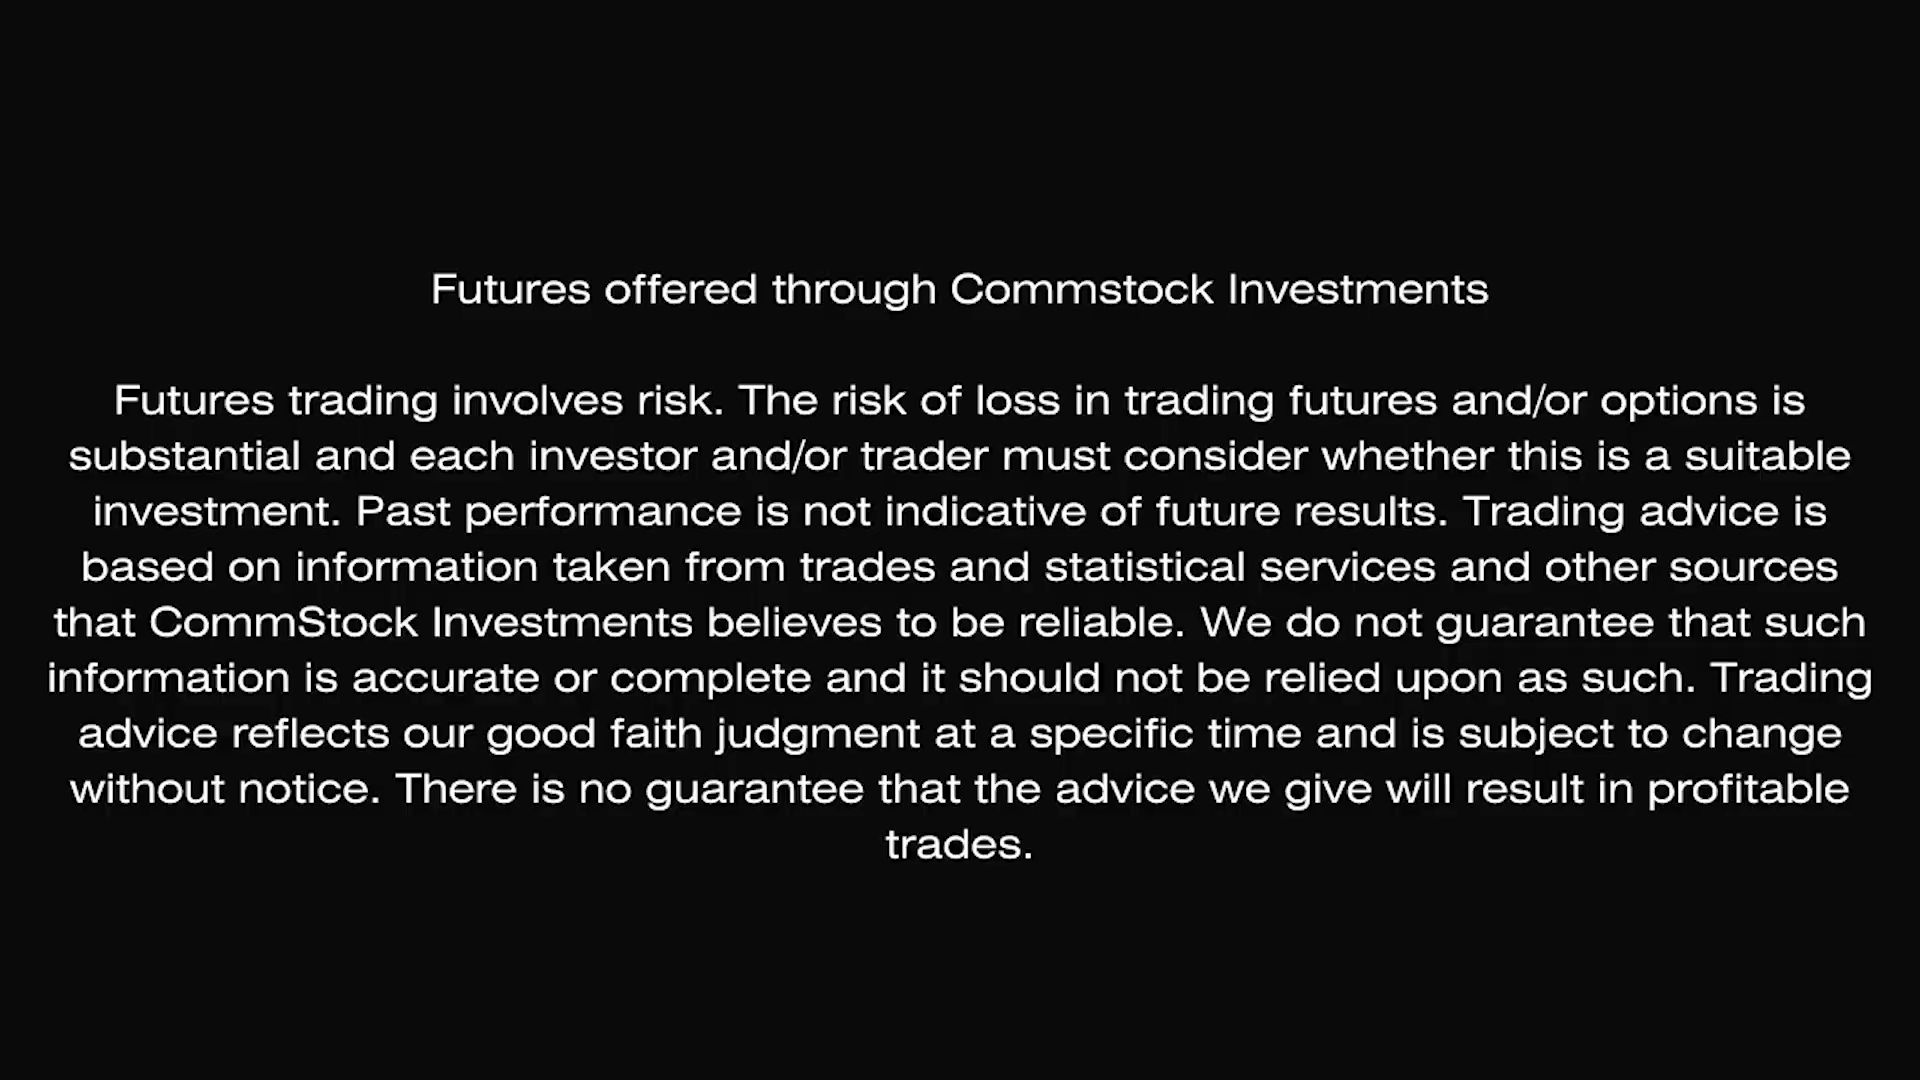 Futures offered through Commstock Investments
Futures trading involves risk. The risk of loss in trading futures and/or options is
substantial and each investor and/or trader must consider whether this is a suitable
investment. Past performance is not indicative of future results. Trading advice is
based on information taken from trades and statistical services and other sources
that CommStock Investments believes to be reliable. We do not guarantee that such
information is accurate or complete and it should not be relied upon as such. Trading
advice reflects our good faith judgment at a specific time and is subject to change
without notice. There is no guarantee that the advice we give will result in profitable
trades.